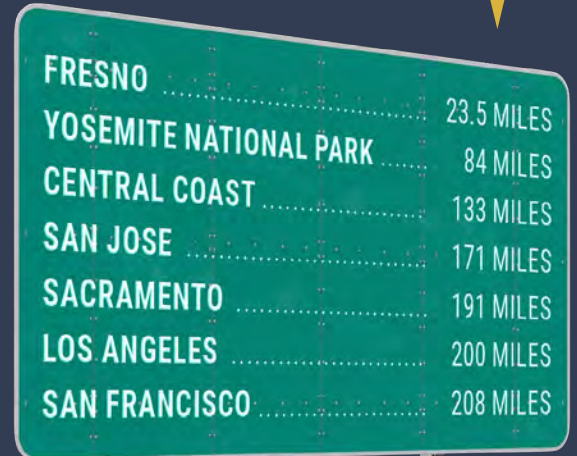 FRESNO ........................................ 23.5 MILES
YOSEMITE NATIONAL PARK ...... 84 MILES
CENTRAL COAST ........................ 133 MILES
SAN JOSE ................................... 171 MILES
SACRAMENTO ............................ 191 MILES
LOS ANGELES ............................ 200 MILES
SAN FRANCISCO ........................ 208 MILES